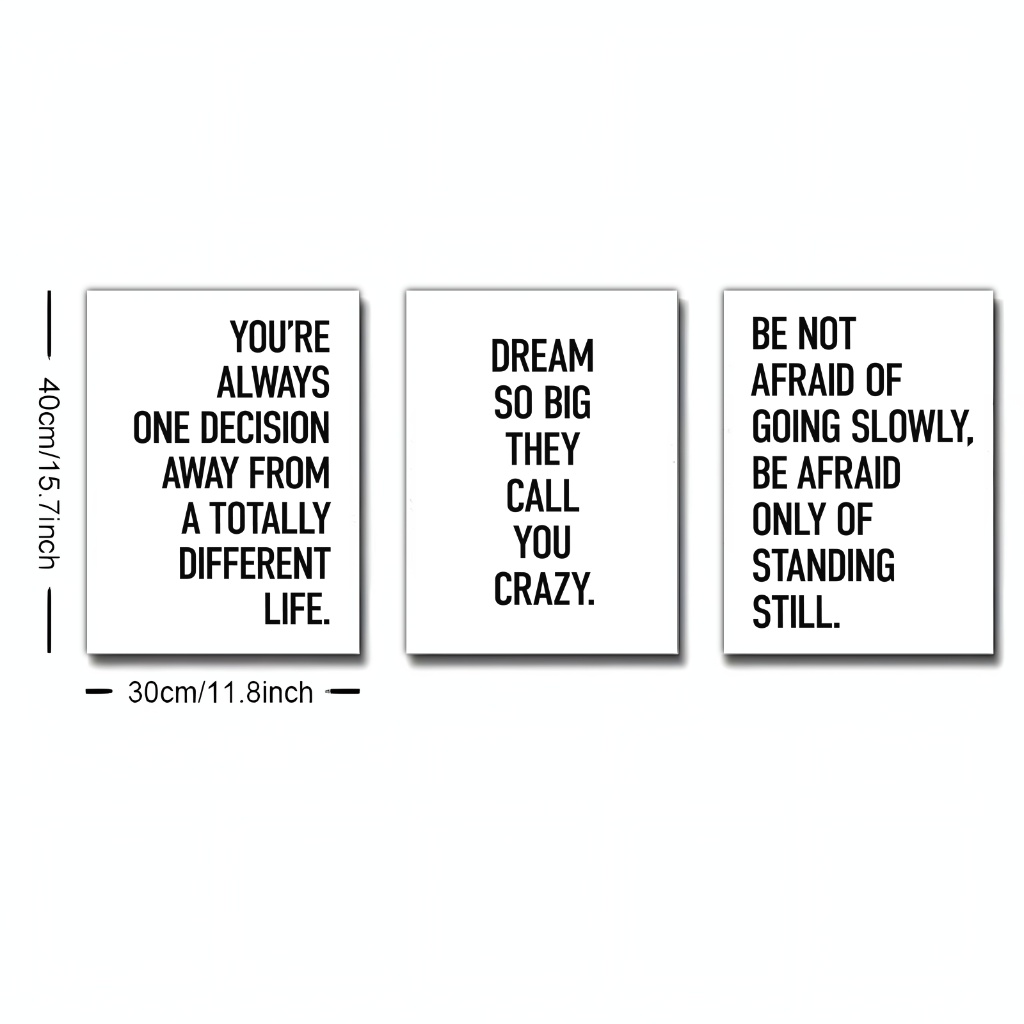 40cm/15.7inch
YOU'RE
ALWAYS
ONE DECISION
AWAY FROM
A TOTALLY
DIFFERENT
LIFE.
30cm/11.8inch
DREAM
SO BIG
THEY
CALL
YOU
CRAZY.
BE NOT
AFRAID OF
GOING SLOWLY,
BE AFRAID
ONLY OF
STANDING
STILL.